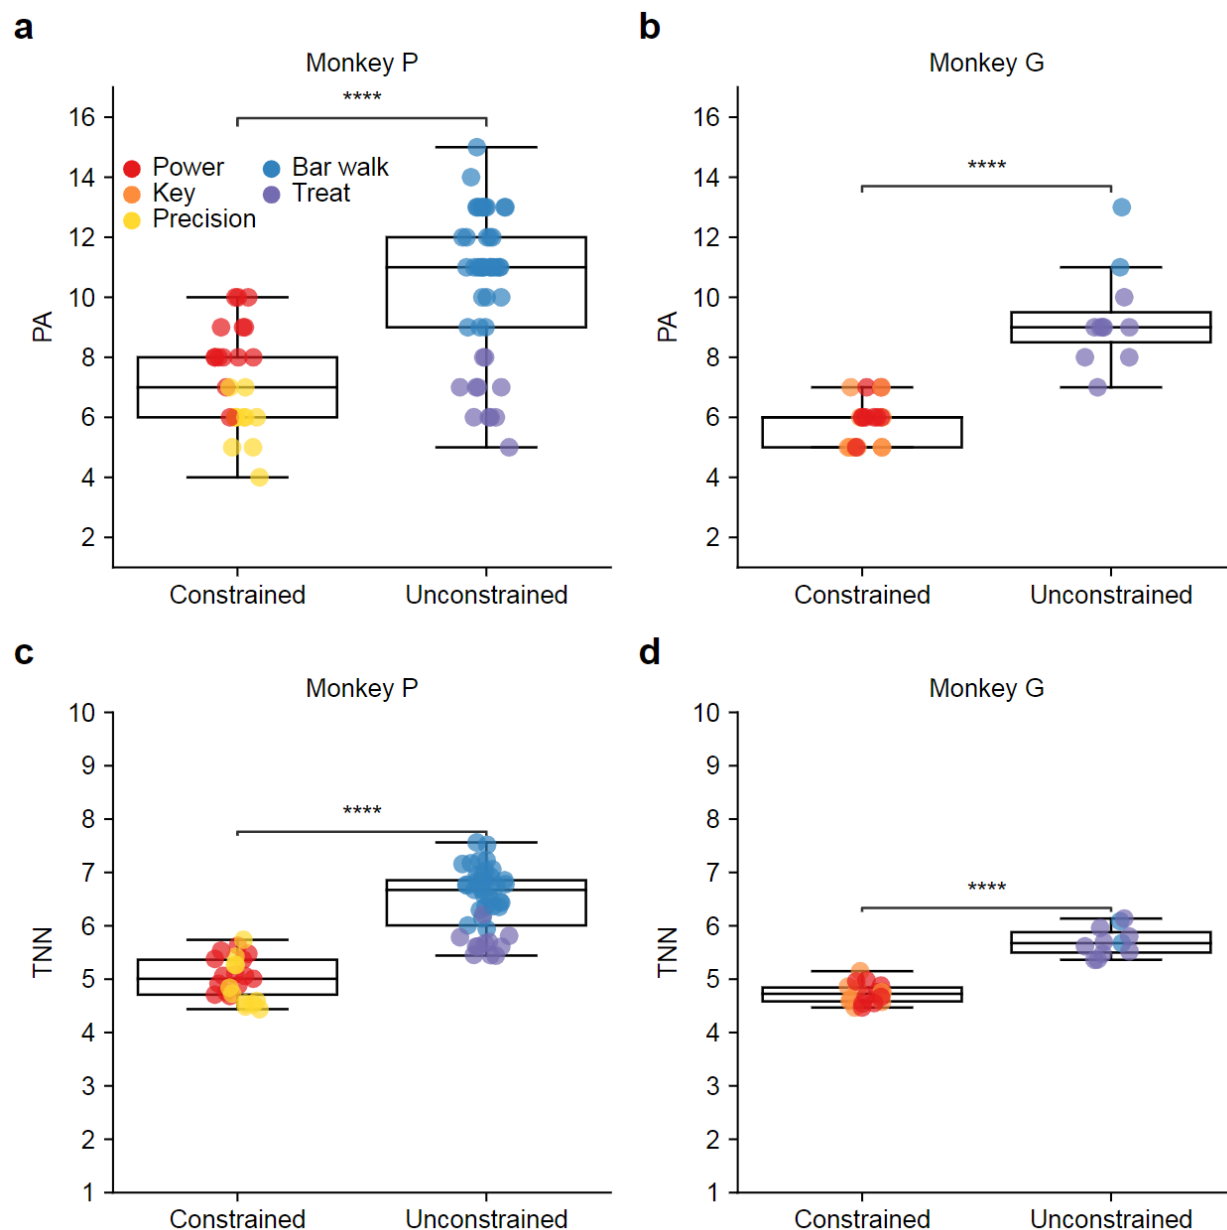 a
Monkey P
****
16
14
12
10
8
6
4
2
PA
Power
Key
Precision
Bar walk
Treat
Constrained
Unconstrained
b
Monkey G
****
16
14
12
10
8
6
4
2
PA
Constrained
Unconstrained
c
Monkey P
****
10
9
8
7
6
5
4
3
2
1
TNN
Constrained
Unconstrained
d
Monkey G
****
10
9
8
7
6
5
4
3
2
1
TNN
Constrained
Unconstrained